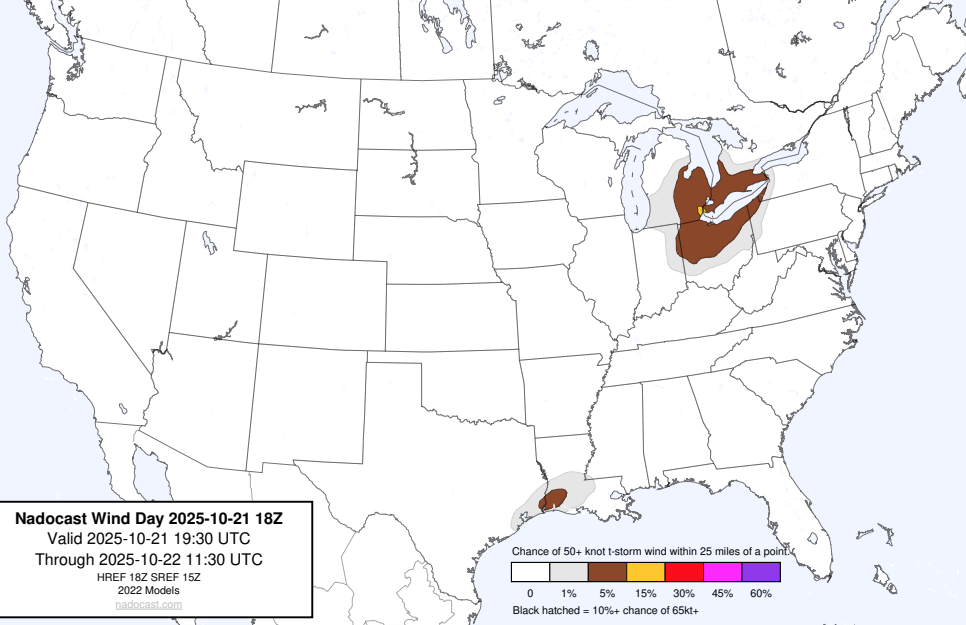 Nadocast Wind Day 2025-10-21 18Z
Valid 2025-10-21 19:30 UTC
Through 2025-10-22 11:30 UTC
HREF 18Z SREF 15Z
2022 Models
nadocast.com
Chance of 50+ knot t-storm wind within 25 miles of a point.
0 1% 5% 15% 30% 45% 60%
Black hatched = 10%+ chance of 65kt+